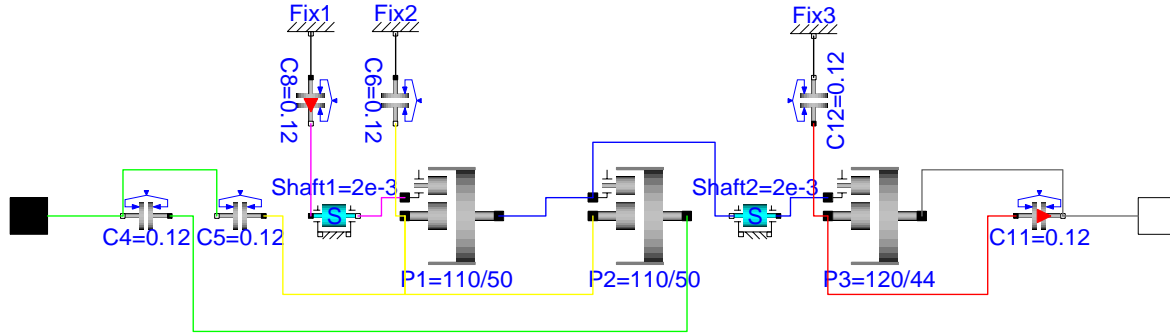 Fix1
Fix2
Fix3
C8=0.12
C6=0.12
C12=0.12
Shaft1=2e-3
Shaft2=2e-3
S
S
C4=0.12
C5=0.12
C11=0.12
P1=110/50
P2=110/50
P3=120/44